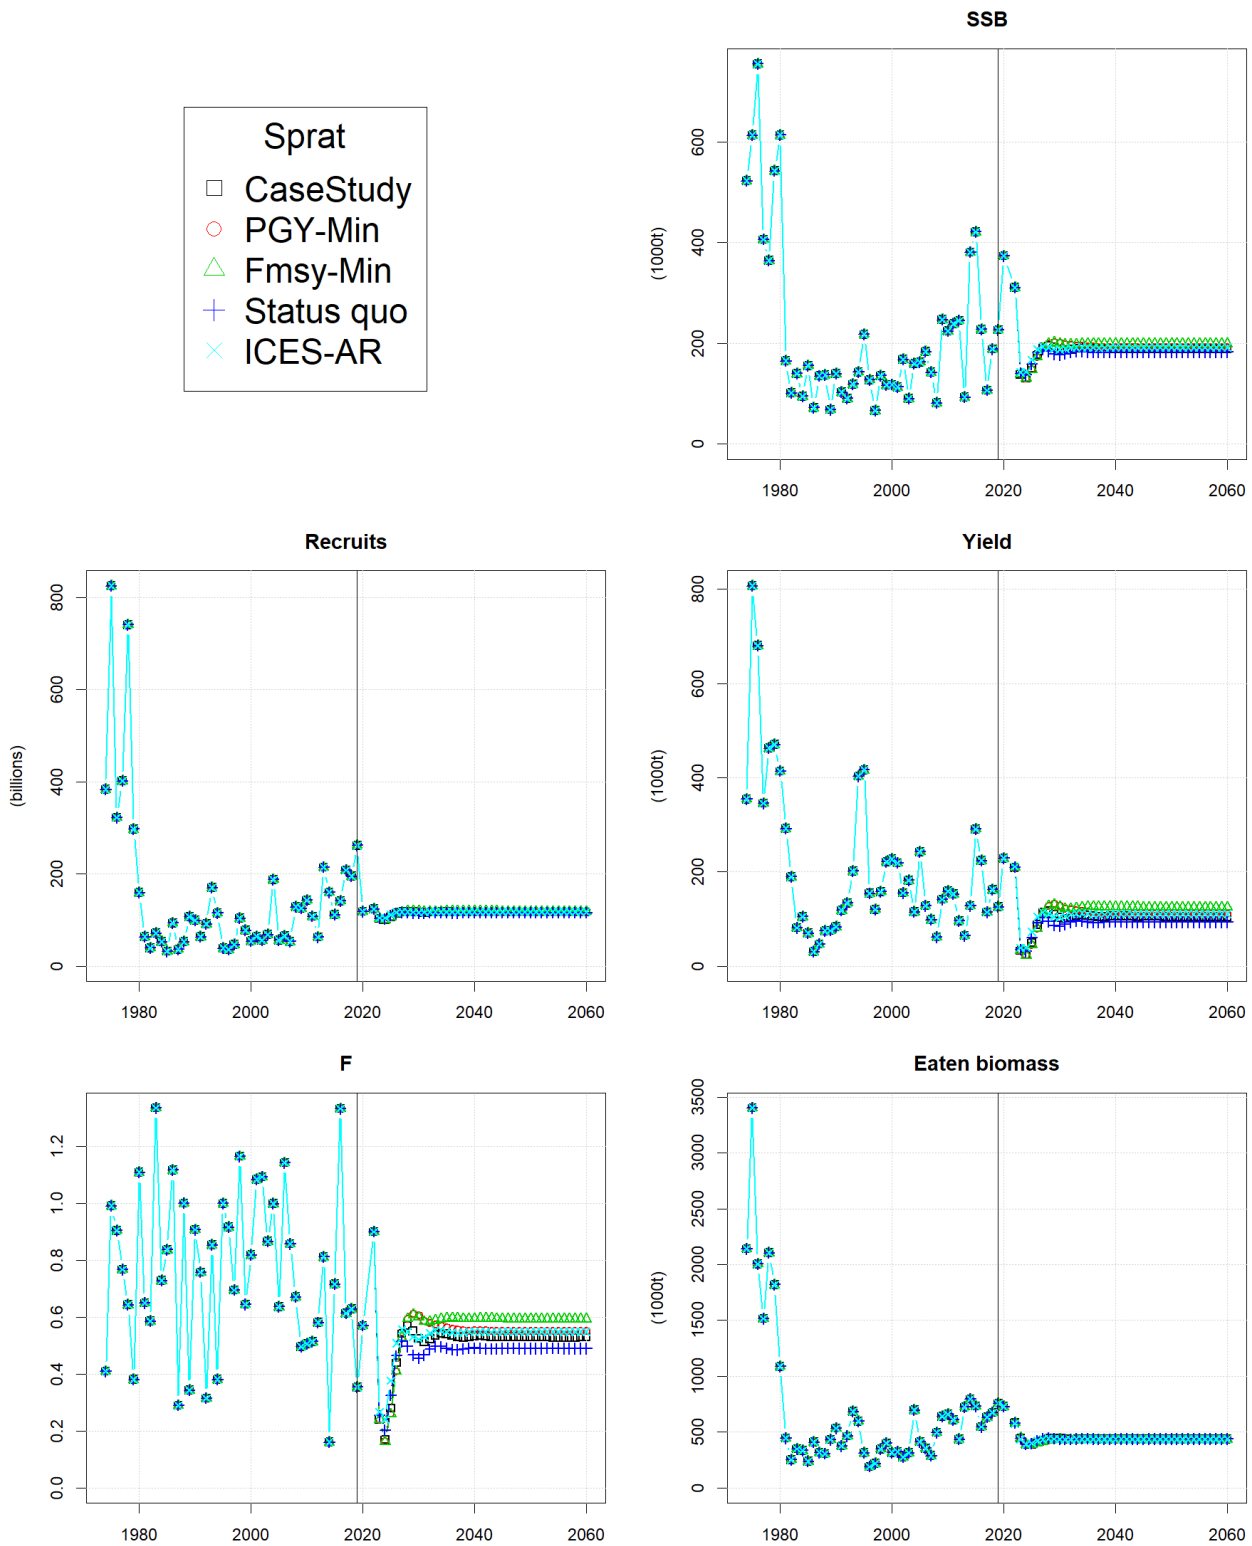 SSB
Sprat
CaseStudy
PGY-Min
Fmsy-Min
Status quo
ICES-AR
(1000t)
600
400
200
0
1980 2000 2020 2040 2060
Recruits
(billions)
800
600
400
200
0
1980 2000 2020 2040 2060
Yield
(1000t)
800
600
400
200
0
1980 2000 2020 2040 2060
F
1.2
1.0
0.8
0.6
0.4
0.2
0.0
1980 2000 2020 2040 2060
Eaten biomass
(1000t)
3500
3000
2500
2000
1500
1000
500
0
1980 2000 2020 2040 2060